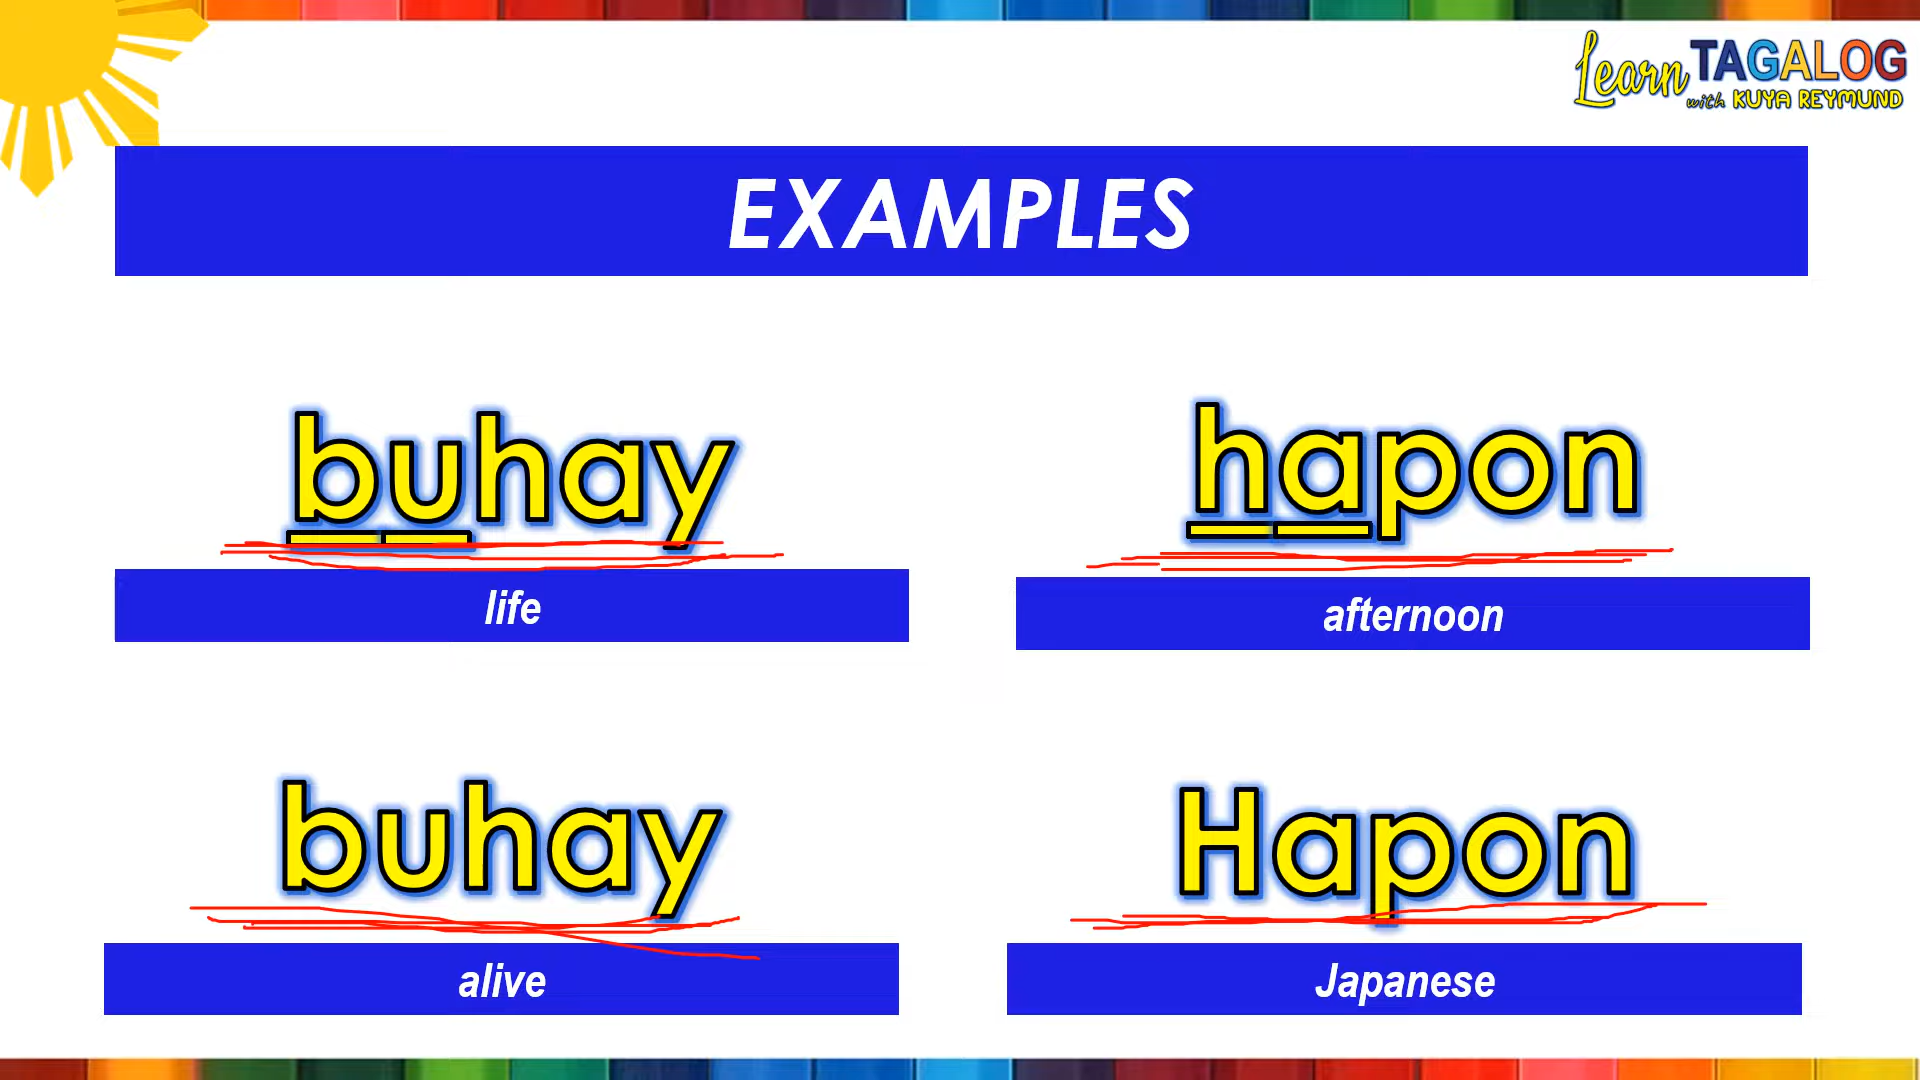 Learn TAGALOG
with KUYA REYMUND
EXAMPLES
buhay
life
hapon
afternoon
buhay
alive
Hapon
Japanese